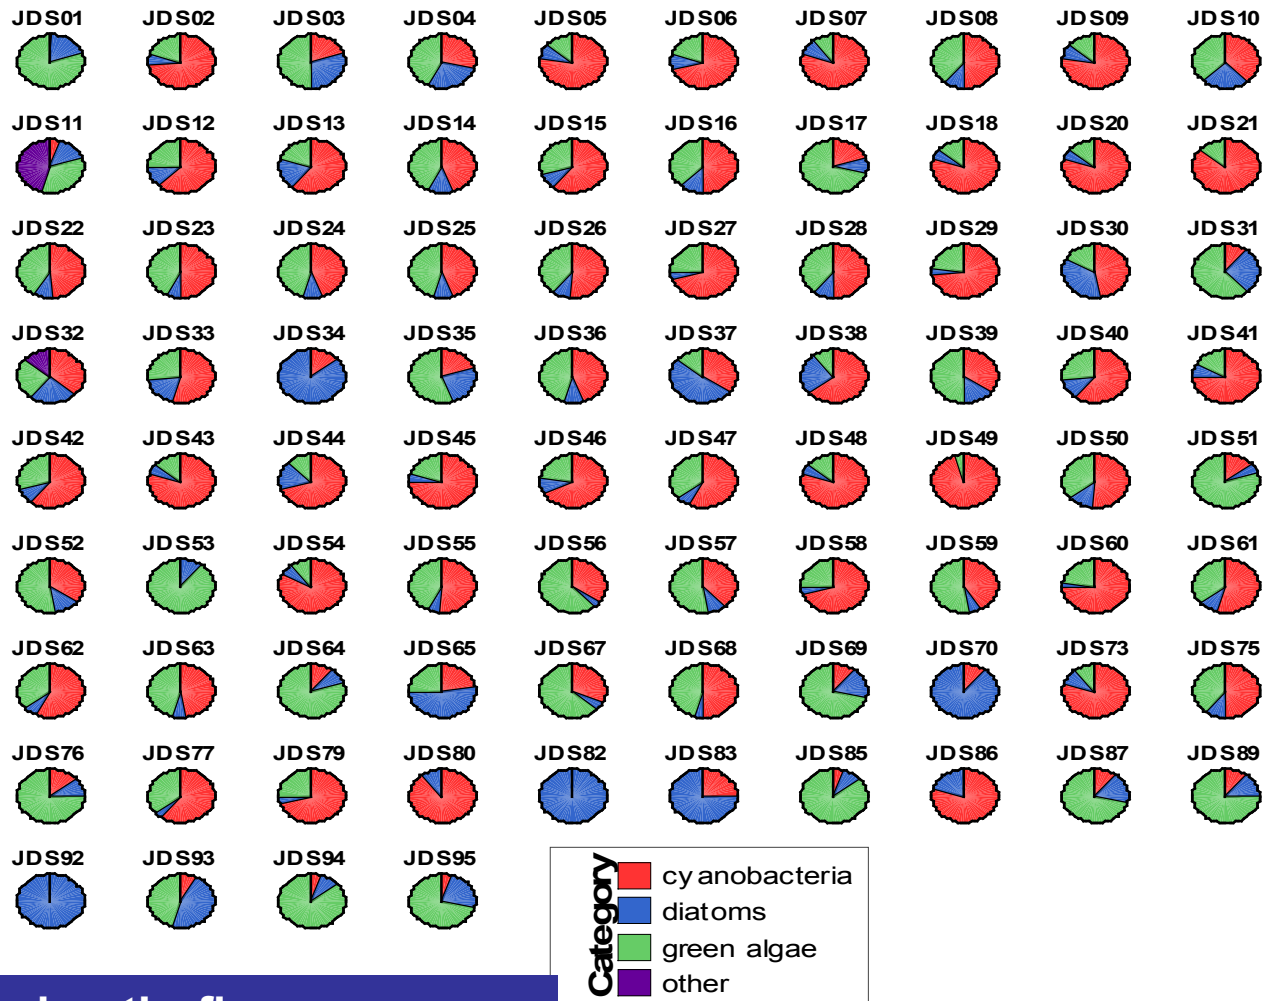 JDS01 JDS02 JDS03 JDS04 JDS05 JDS06 JDS07 JDS08 JDS09 JDS10
JDS11 JDS12 JDS13 JDS14 JDS15 JDS16 JDS17 JDS18 JDS20 JDS21
JDS22 JDS23 JDS24 JDS25 JDS26 JDS27 JDS28 JDS29 JDS30 JDS31
JDS32 JDS33 JDS34 JDS35 JDS36 JDS37 JDS38 JDS39 JDS40 JDS41
JDS42 JDS43 JDS44 JDS45 JDS46 JDS47 JDS48 JDS49 JDS50 JDS51
JDS52 JDS53 JDS54 JDS55 JDS56 JDS57 JDS58 JDS59 JDS60 JDS61
JDS62 JDS63 JDS64 JDS65 JDS67 JDS68 JDS69 JDS70 JDS73 JDS75
JDS76 JDS77 JDS79 JDS80 JDS82 JDS83 JDS85 JDS86 JDS87 JDS89
JDS92 JDS93 JDS94 JDS95
Category
cyanobacteria
diatoms
green algae
other